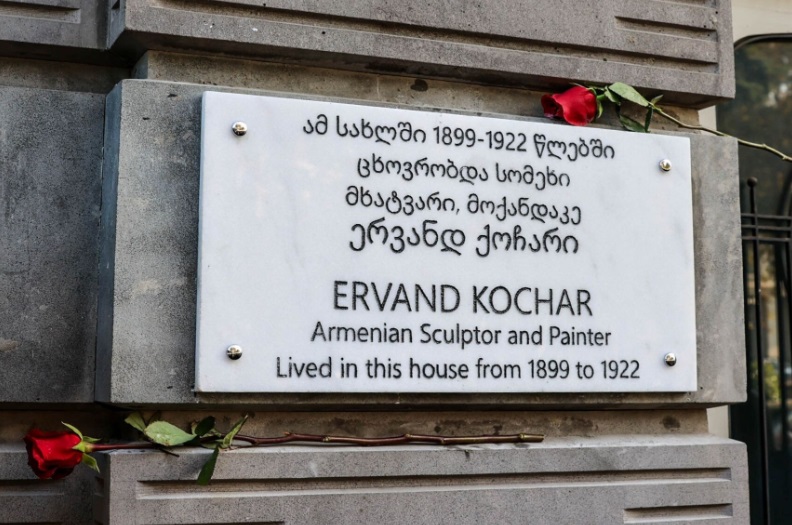 ამ სახლში 1899-1922 წლებში
ცხოვრობდა სომეხი
მხატვარი, მოქანდაკე
ერვანდ ქოჩარი
ERVAND KOCHAR
Armenian Sculptor and Painter
Lived in this house from 1899 to 1922